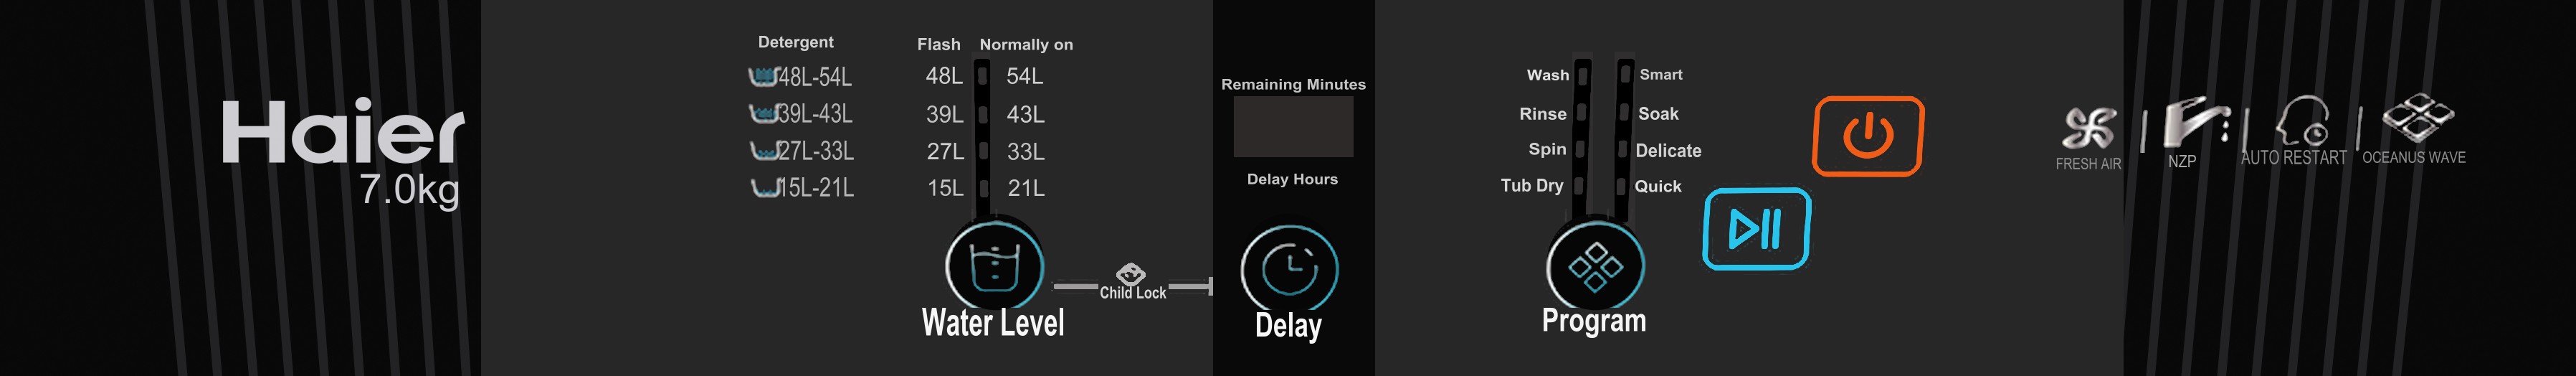 Haier
7.0kg
Detergent
48L-54L
39L-43L
27L-33L
15L-21L
Flash Normally on
48L 54L
39L 43L
27L 33L
15L 21L
Water Level
Child Lock
Remaining Minutes
Delay Hours
Delay
Wash Smart
Rinse Soak
Spin Delicate
Tub Dry Quick
Program
FRESH AIR
NZP
AUTO RESTART
OCEANUS WAVE